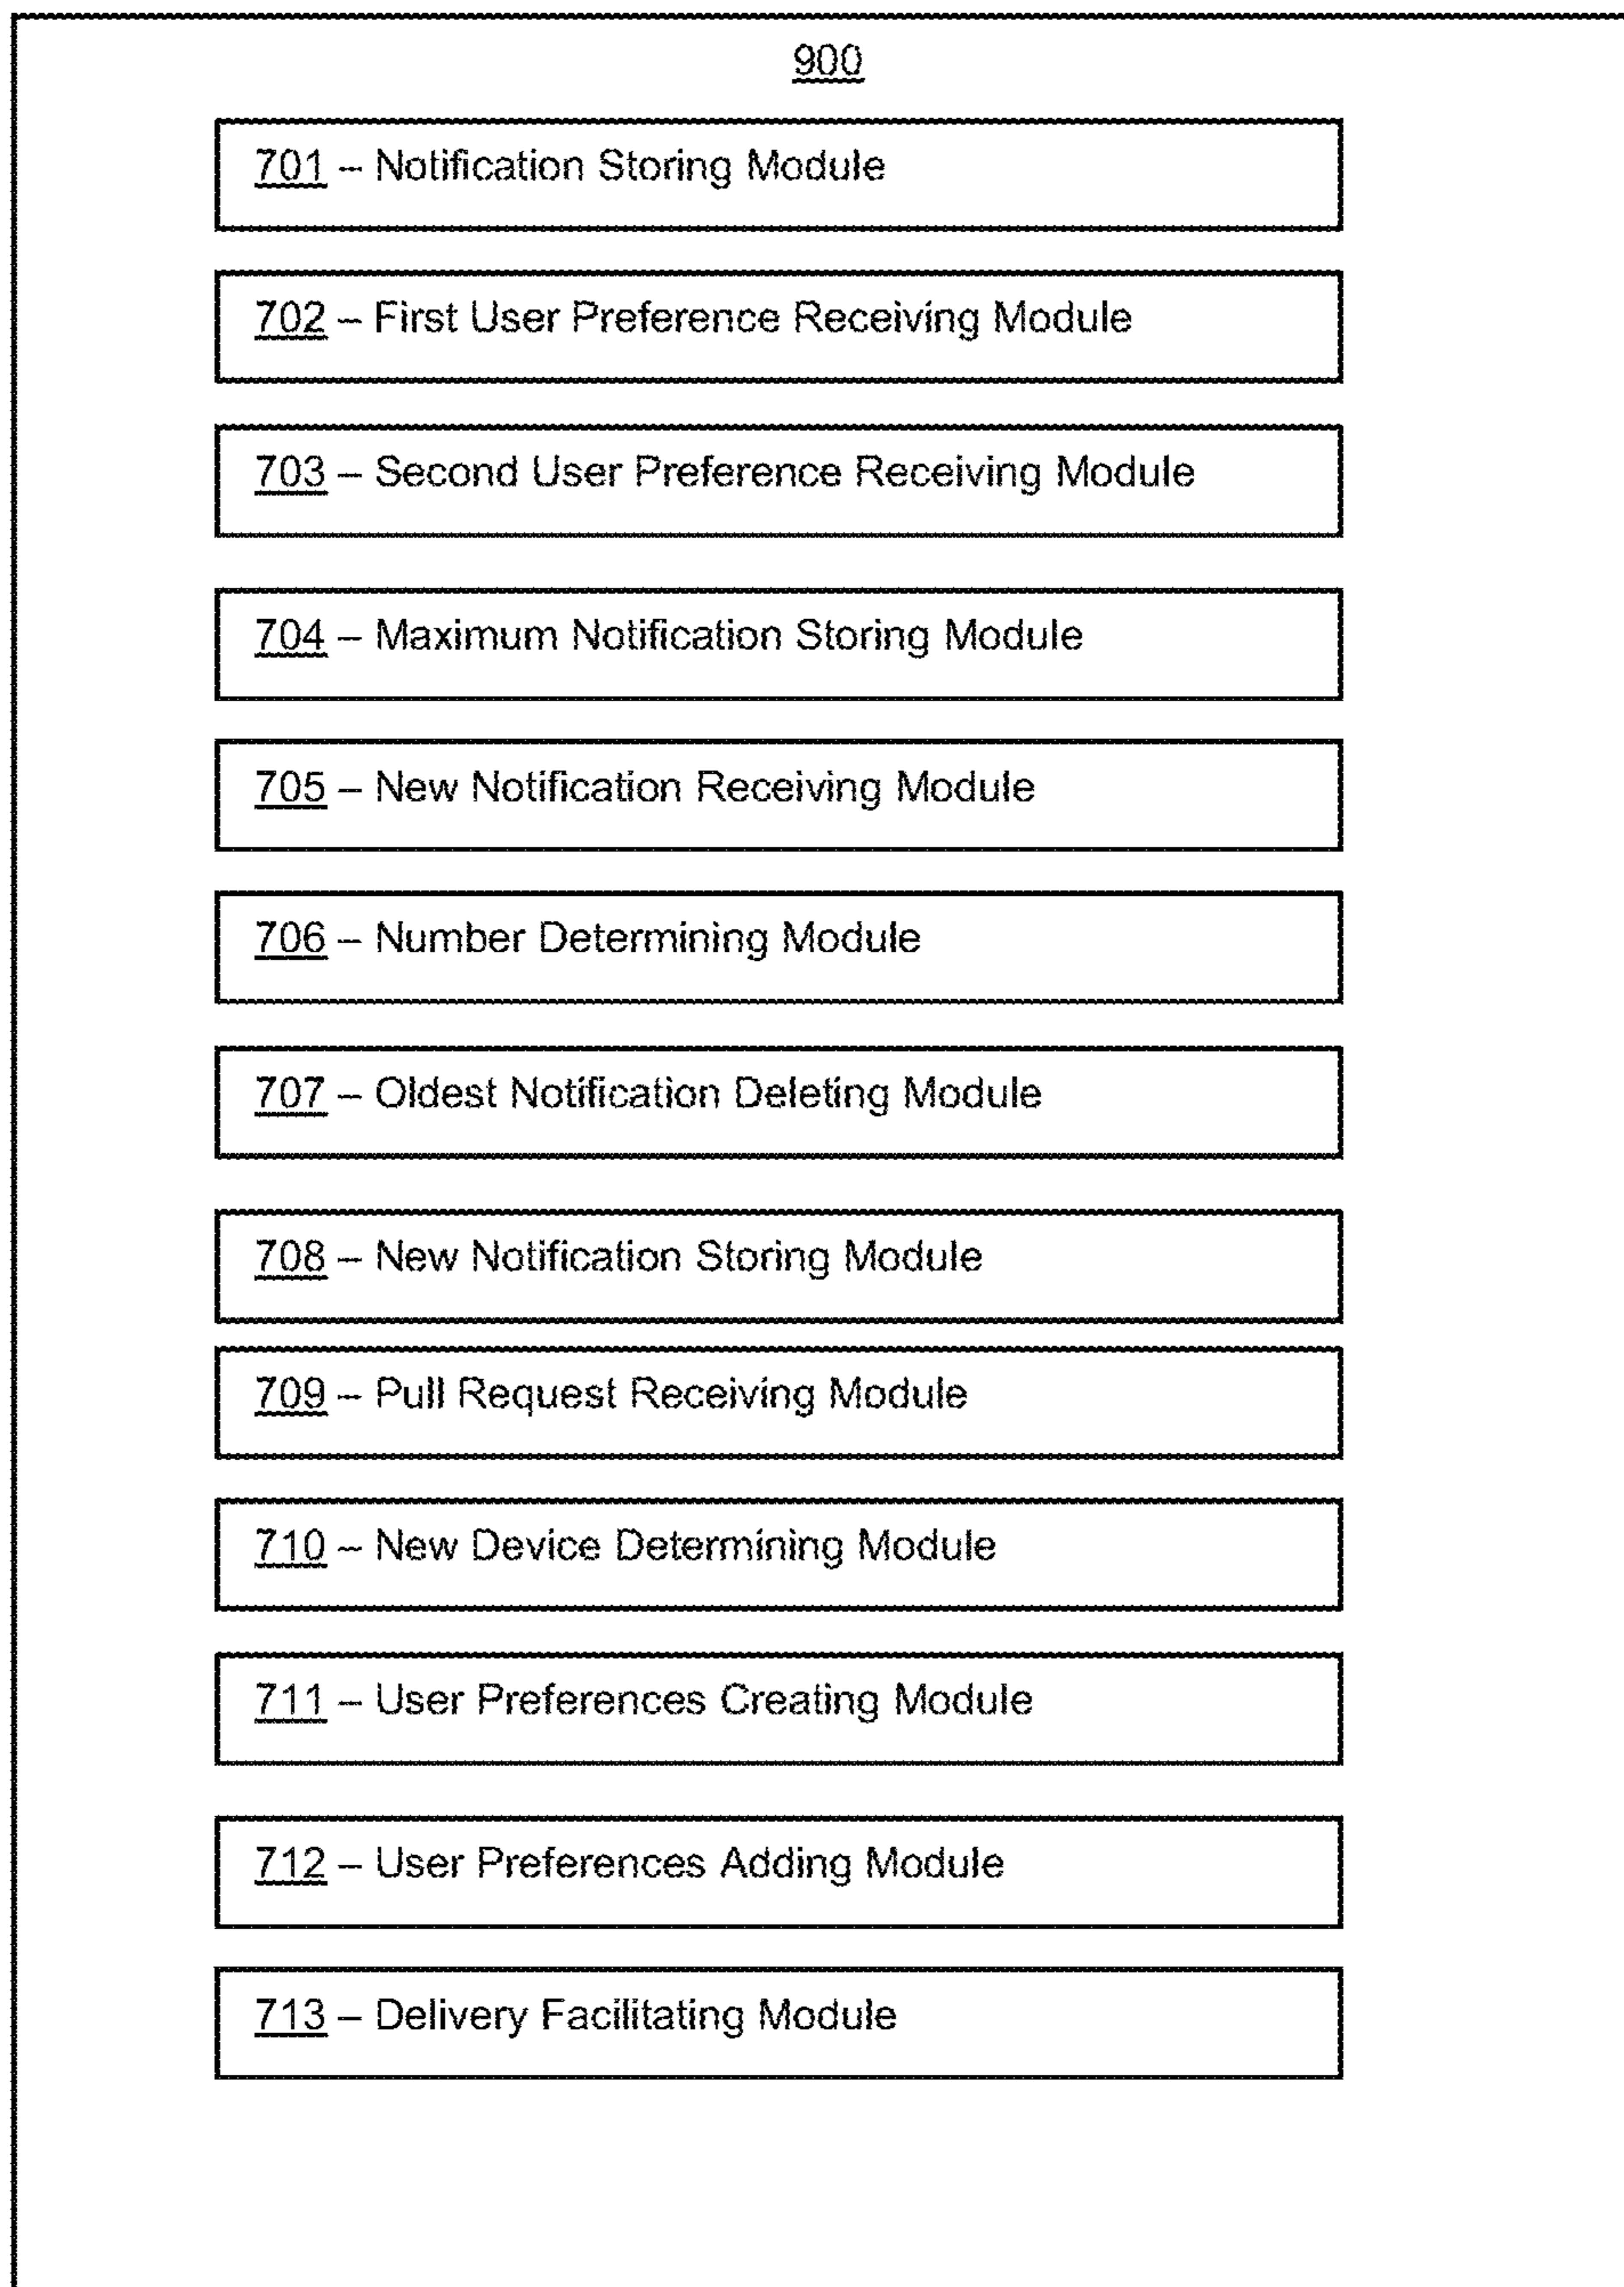 900
701 – Notification Storing Module
702 – First User Preference Receiving Module
703 – Second User Preference Receiving Module
704 – Maximum Notification Storing Module
705 – New Notification Receiving Module
706 – Number Determining Module
707 – Oldest Notification Deleting Module
708 – New Notification Storing Module
709 – Pull Request Receiving Module
710 – New Device Determining Module
711 – User Preferences Creating Module
712 – User Preferences Adding Module
713 – Delivery Facilitating Module